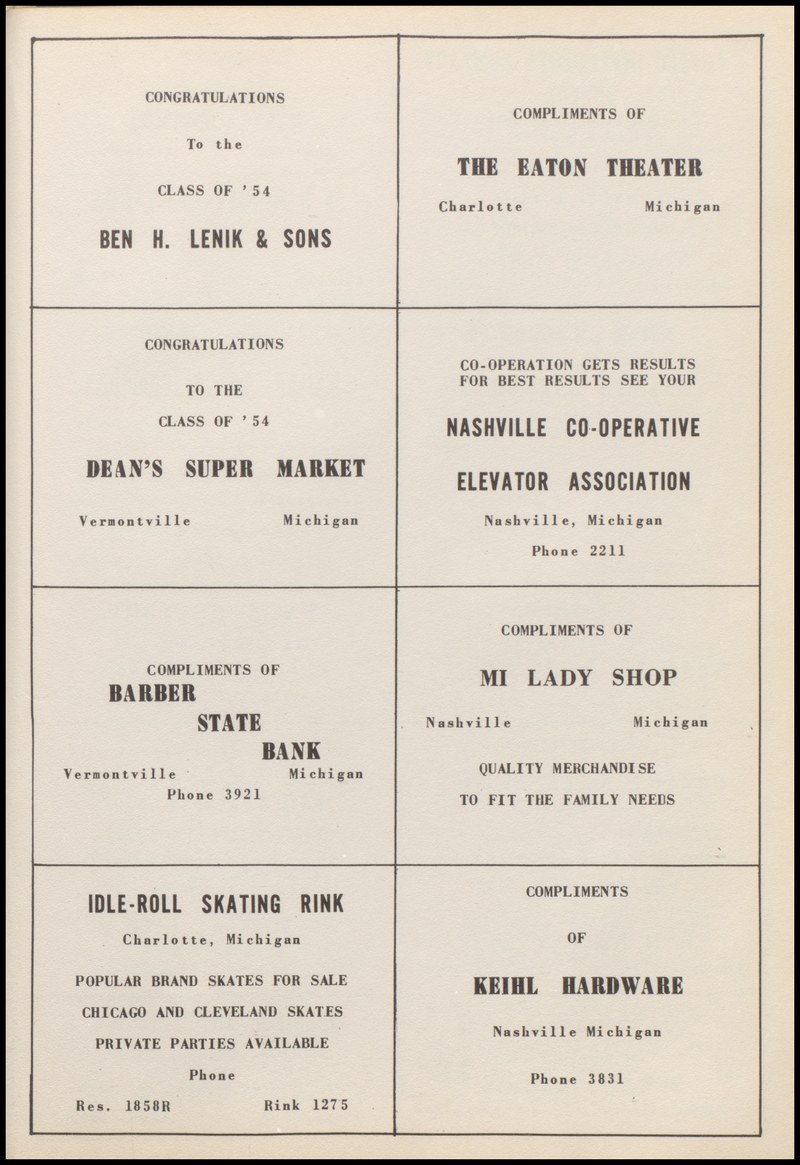 CONGRATULATIONS
To the
CLASS OF '54
BEN H. LENIK & SONS
COMPLIMENTS OF
THE EATON THEATER
Charlotte Michigan
CONGRATULATIONS
TO THE
CLASS OF '54
DEAN'S SUPER MARKET
Vermontville Michigan
CO-OPERATION GETS RESULTS
FOR BEST RESULTS SEE YOUR
NASHVILLE CO-OPERATIVE
ELEVATOR ASSOCIATION
Nashville, Michigan
Phone 2211
COMPLIMENTS OF
BARBER
STATE
BANK
Vermontville Michigan
Phone 3921
COMPLIMENTS OF
MI LADY SHOP
Nashville Michigan
QUALITY MERCHANDISE
TO FIT THE FAMILY NEEDS
IDLE-ROLL SKATING RINK
Charlotte, Michigan
POPULAR BRAND SKATES FOR SALE
CHICAGO AND CLEVELAND SKATES
PRIVATE PARTIES AVAILABLE
Phone
Res. 1858R Rink 1275
COMPLIMENTS
OF
KEIHL HARDWARE
Nashville Michigan
Phone 3831